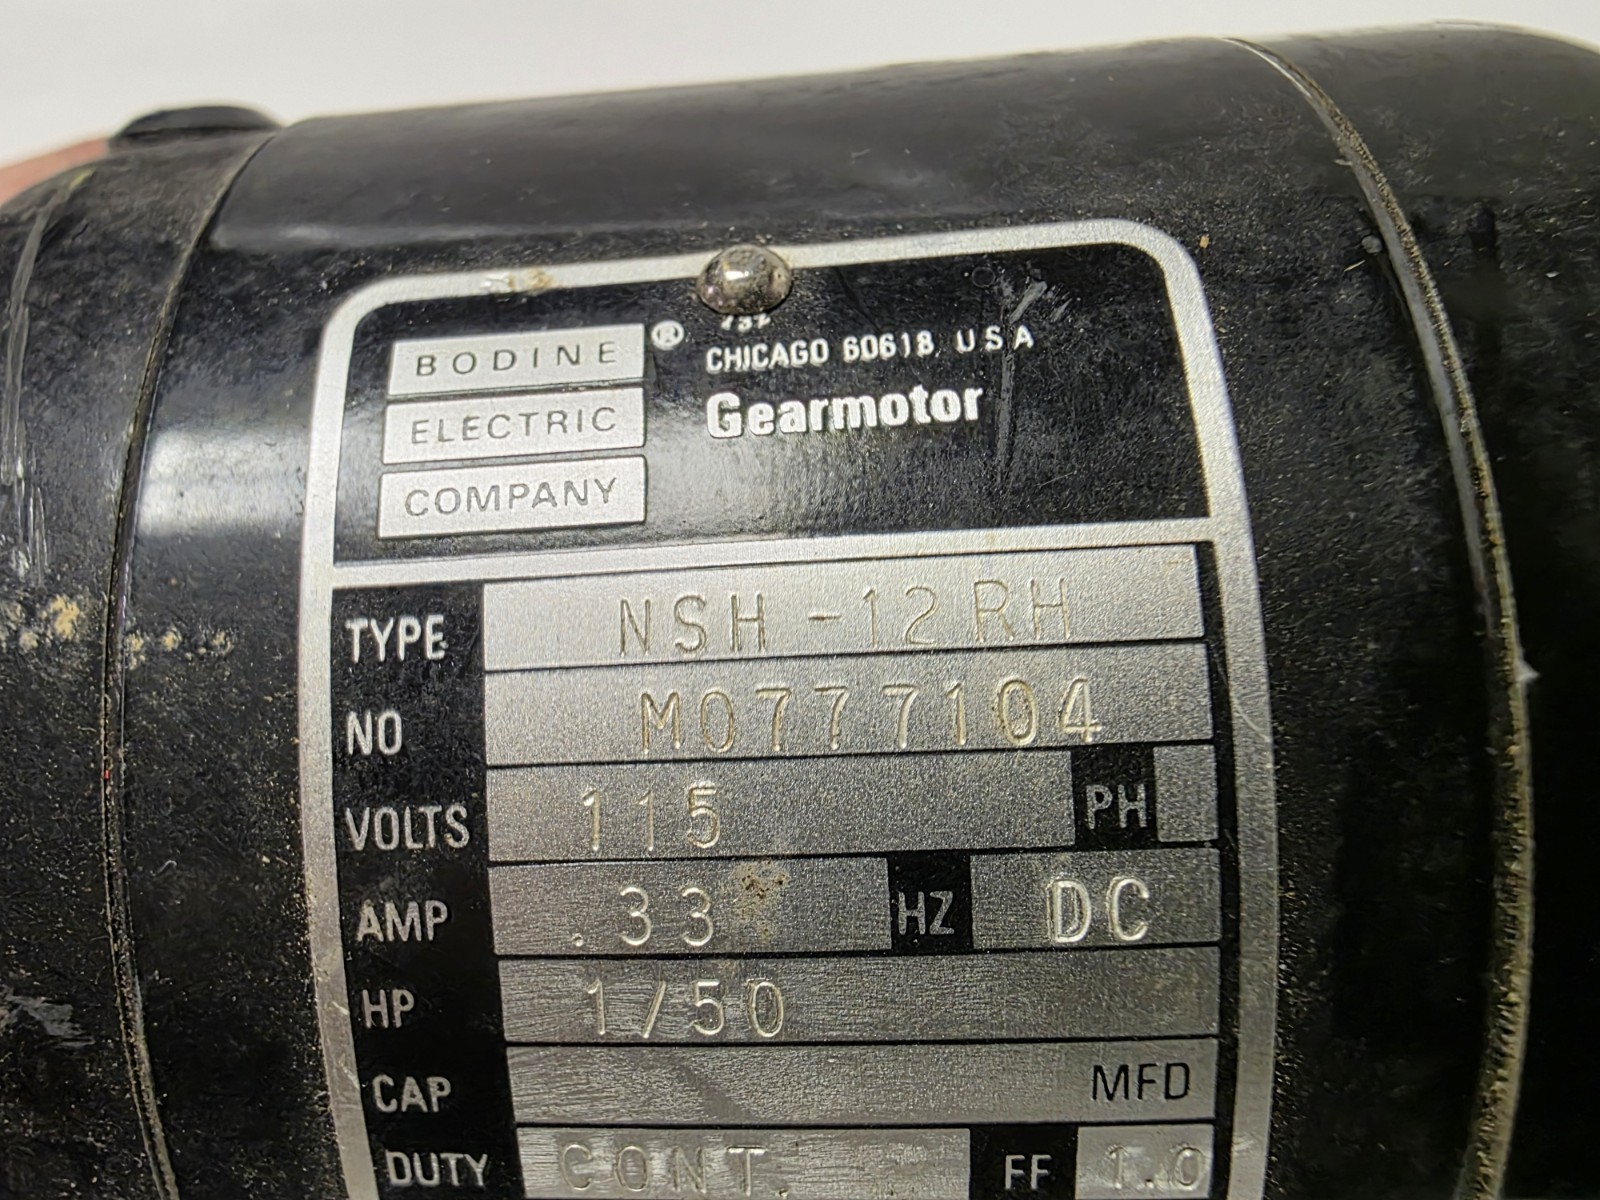 BODINE ®
ELECTRIC
COMPANY
CHICAGO 60618, U S A
Gearmotor
TYPE NSH-12RH
NO M0777104
VOLTS 115 PH
AMP .33 HZ DC
HP 1/50
CAP MFD
DUTY CONT. FF 1.0